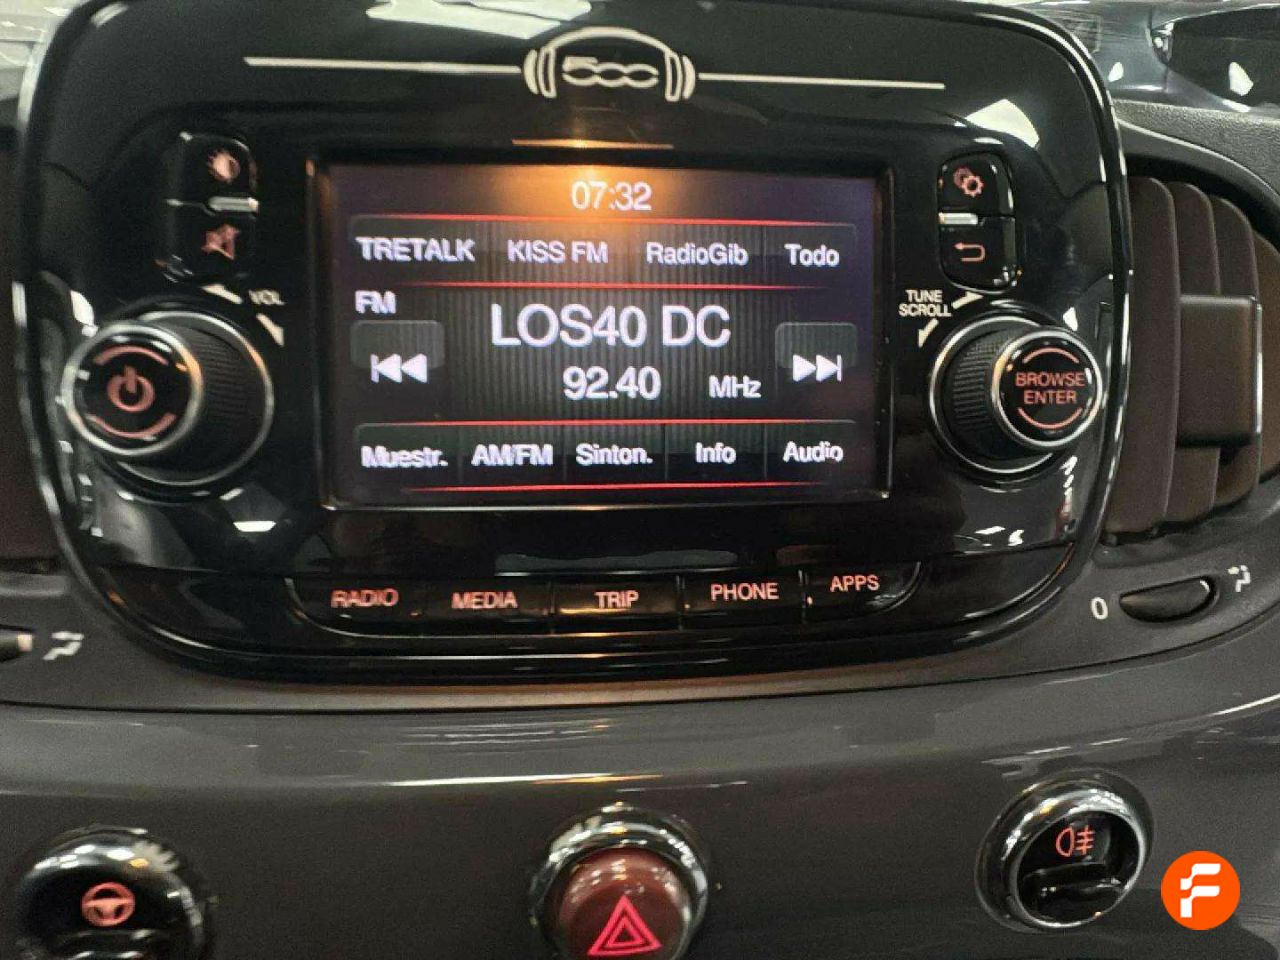 500
07:32
TRETALK KISS FM RadioGib Todo
FM
LOS40 DC
92.40 MHz
Muestr. AM/FM Sinton. Info Audio
VOL
TUNE
SCROLL
BROWSE
ENTER
RADIO MEDIA TRIP PHONE APPS
0
F